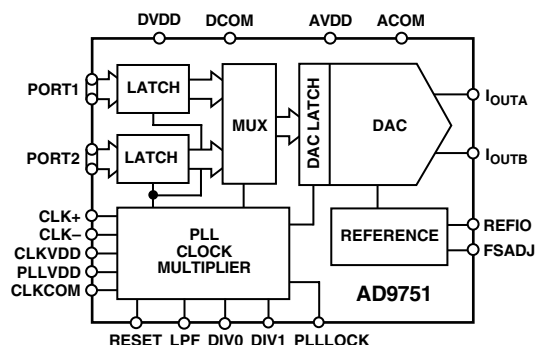 DVDD DCOM AVDD ACOM
PORT1
LATCH
MUX
DAC LATCH
DAC
IOUTA
PORT2
LATCH
IOUTB
CLK+
CLK–
CLKVDD
PLLVDD
CLKCOM
PLL
CLOCK
MULTIPLIER
REFERENCE
REFIO
FSADJ
AD9751
RESET LPF DIV0 DIV1 PLLLOCK